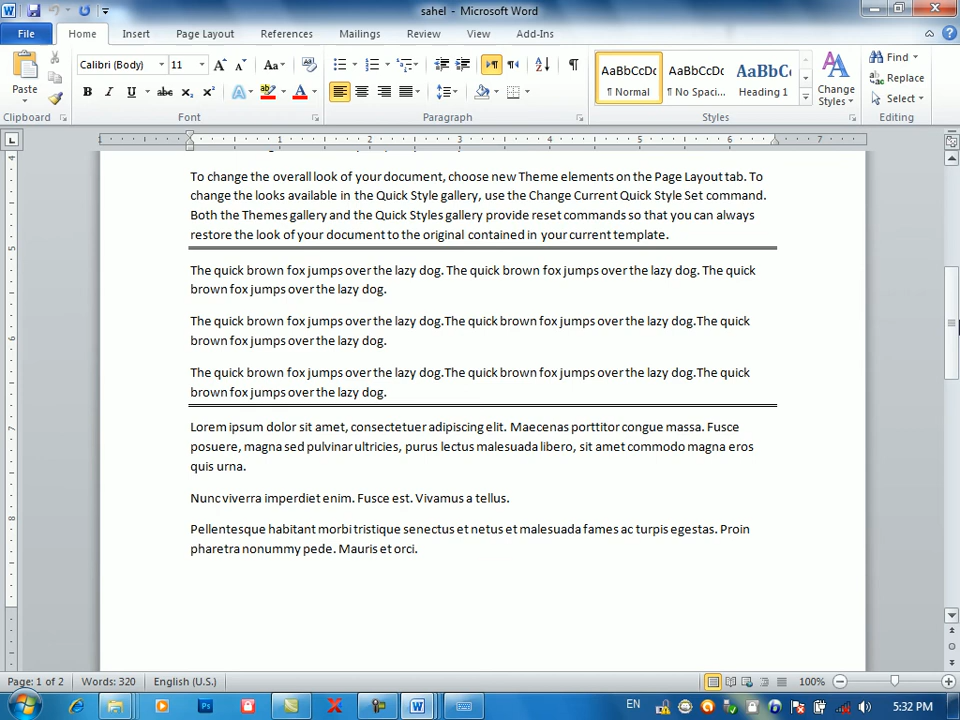 sahel - Microsoft Word
File Home Insert Page Layout References Mailings Review View Add-Ins
Calibri (Body) 11
Paste
B I U abc x₂ x²
Clipboard Font Paragraph Styles Editing
AaBbCcDc AaBbCcDc AaBbC
¶ Normal ¶ No Spaci... Heading 1
Change Styles
Find
Replace
Select
1 2 3 4 5 6 7
To change the overall look of your document, choose new Theme elements on the Page Layout tab. To
change the looks available in the Quick Style gallery, use the Change Current Quick Style Set command.
Both the Themes gallery and the Quick Styles gallery provide reset commands so that you can always
restore the look of your document to the original contained in your current template.
The quick brown fox jumps over the lazy dog. The quick brown fox jumps over the lazy dog. The quick
brown fox jumps over the lazy dog.
The quick brown fox jumps over the lazy dog.The quick brown fox jumps over the lazy dog.The quick
brown fox jumps over the lazy dog.
The quick brown fox jumps over the lazy dog.The quick brown fox jumps over the lazy dog.The quick
brown fox jumps over the lazy dog.
Lorem ipsum dolor sit amet, consectetuer adipiscing elit. Maecenas porttitor congue massa. Fusce
posuere, magna sed pulvinar ultricies, purus lectus malesuada libero, sit amet commodo magna eros
quis urna.
Nunc viverra imperdiet enim. Fusce est. Vivamus a tellus.
Pellentesque habitant morbi tristique senectus et netus et malesuada fames ac turpis egestas. Proin
pharetra nonummy pede. Mauris et orci.
Page: 1 of 2 Words: 320 English (U.S.) 100%
EN 5:32 PM